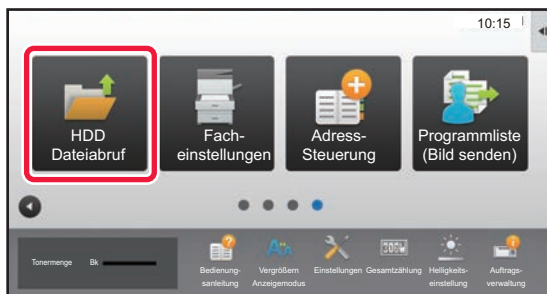 10:15
HDD
Dateiabruf
Fach-
einstellungen
Adress-
Steuerung
Programmliste
(Bild senden)
Tonermenge Bk
Bedienung-
sanleitung
Vergrößern
Anzeigemodus
Einstellungen
Gesamtzählung
Helligkeits-
einstellung
Auftrags-
verwaltung